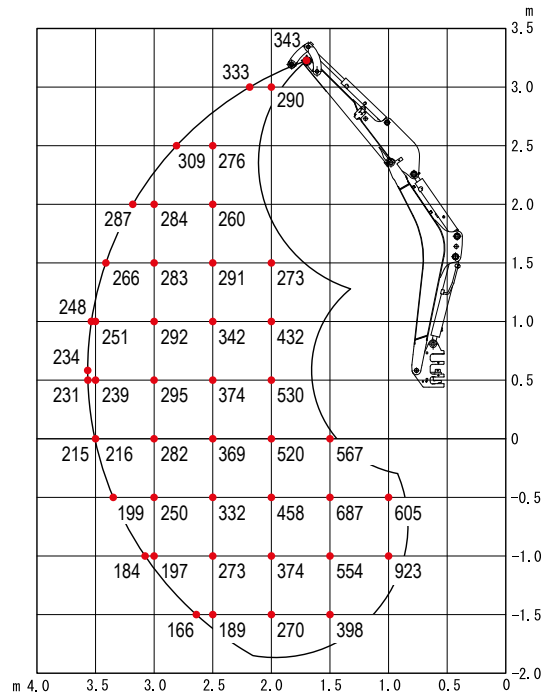 m
343 3.5
333 290 3.0
309 276 2.5
287 284 260 2.0
266 283 291 273 1.5
248 251 292 342 432 1.0
234
231 239 295 374 530 0.5
215 216 282 369 520 567 0
199 250 332 458 687 605 -0.5
184 197 273 374 554 923 -1.0
166 189 270 398 -1.5
-2.0
m 4.0 3.5 3.0 2.5 2.0 1.5 1.0 0.5 0